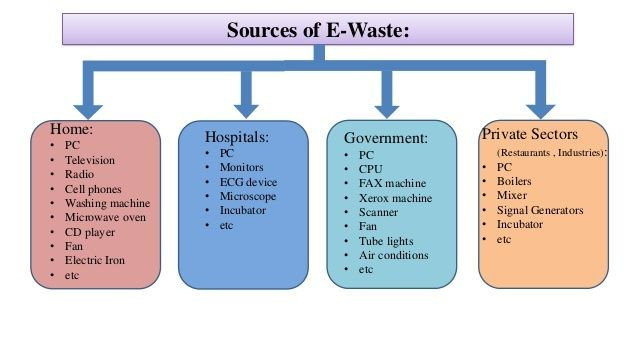 Sources of E-Waste:
Home:
• PC
• Television
• Radio
• Cell phones
• Washing machine
• Microwave oven
• CD player
• Fan
• Electric Iron
• etc
Hospitals:
• PC
• Monitors
• ECG device
• Microscope
• Incubator
• etc
Government:
• PC
• CPU
• FAX machine
• Xerox machine
• Scanner
• Fan
• Tube lights
• Air conditions
• etc
Private Sectors
(Restaurants , Industries):
• PC
• Boilers
• Mixer
• Signal Generators
• Incubator
• etc